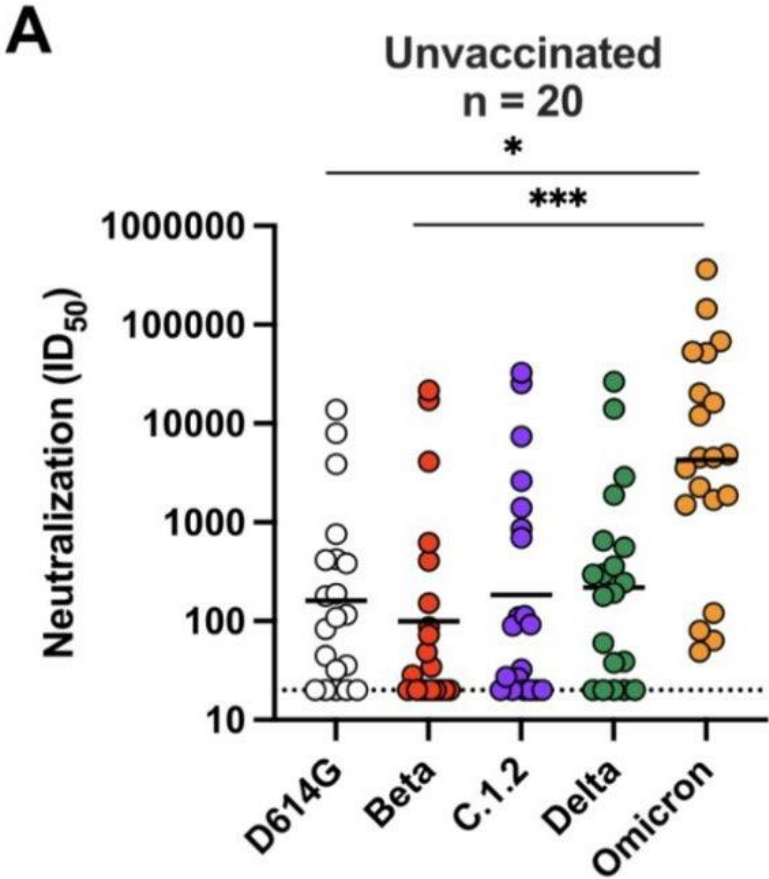 A
Unvaccinated
n = 20
*
***
Neutralization (ID50)
1000000
100000
10000
1000
100
10
D614G
Beta
C.1.2
Delta
Omicron